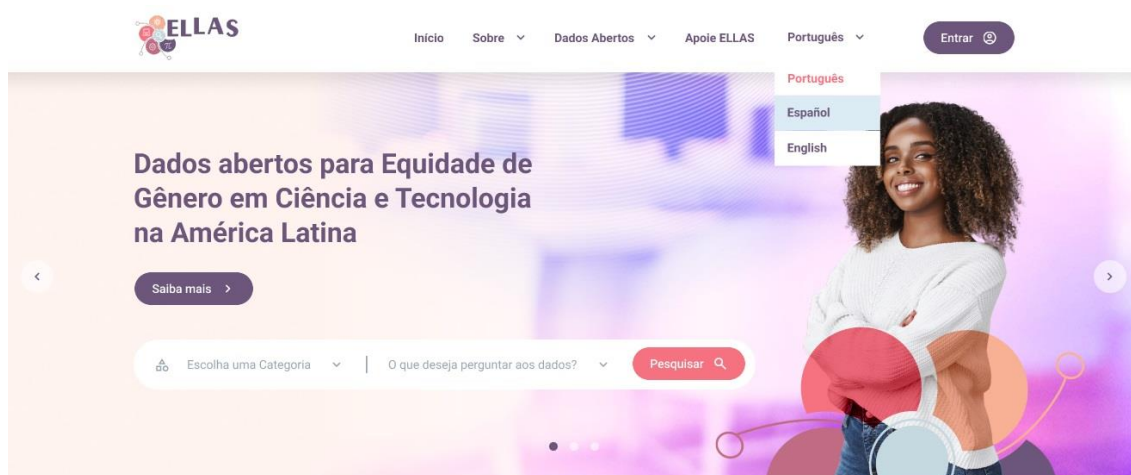 ELLAS
Início Sobre Dados Abertos Apoie ELLAS Português Entrar
Português
Español
English
Dados abertos para Equidade de
Gênero em Ciência e Tecnologia
na América Latina
Saiba mais
Escolha uma Categoria | O que deseja perguntar aos dados? Pesquisar